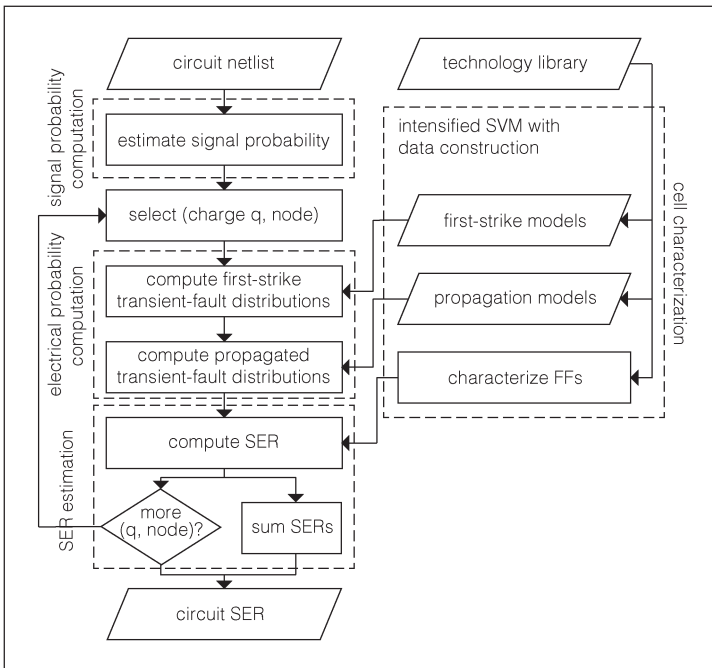 circuit netlist
technology library
signal probability
computation
estimate signal probability
intensified SVM with
data construction
select (charge q, node)
first-strike models
cell characterization
electrical probability
computation
compute first-strike
transient-fault distributions
propagation models
compute propagated
transient-fault distributions
characterize FFs
SER estimation
compute SER
more
(q, node)?
sum SERs
circuit SER